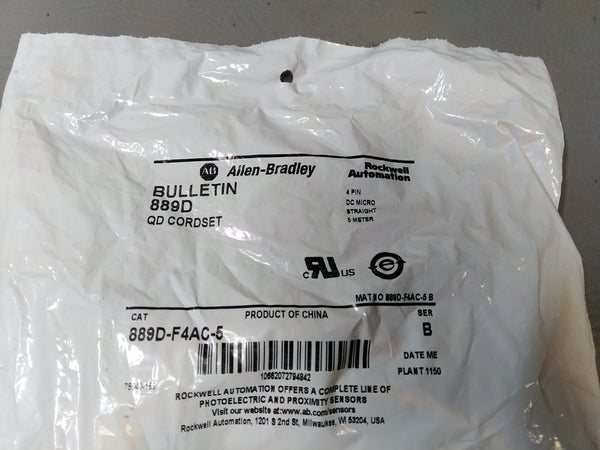 AB Allen-Bradley Rockwell Automation
BULLETIN
889D
QD CORDSET
4 PIN
DC MICRO
STRAIGHT
5 METER
c RU US e
MAT NO 889D-F4AC-5 B
CAT PRODUCT OF CHINA SER
889D-F4AC-5 B
DATE ME
PLANT 1150
10662072794842
ROCKWELL AUTOMATION OFFERS A COMPLETE LINE OF
PHOTOELECTRIC AND PROXIMITY SENSORS
Visit our website at:www.ab.com/sensors
Rockwell Automation, 1201 S 2nd St, Milwaukee, WI 53204, USA